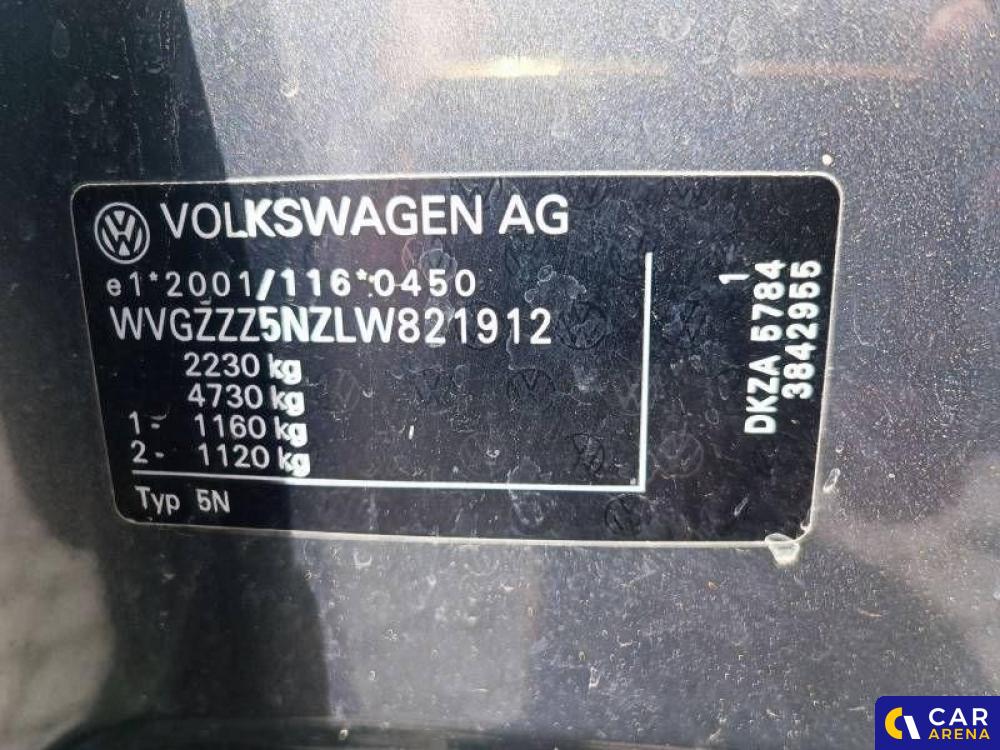 VOLKSWAGEN AG
e1*2001/116*0450
WVGZZZ5NZLW821912
2230 kg
4730 kg
1- 1160 kg
2- 1120 kg
Typ 5N
1
DKZA 5784
3842955
CAR
ARENA